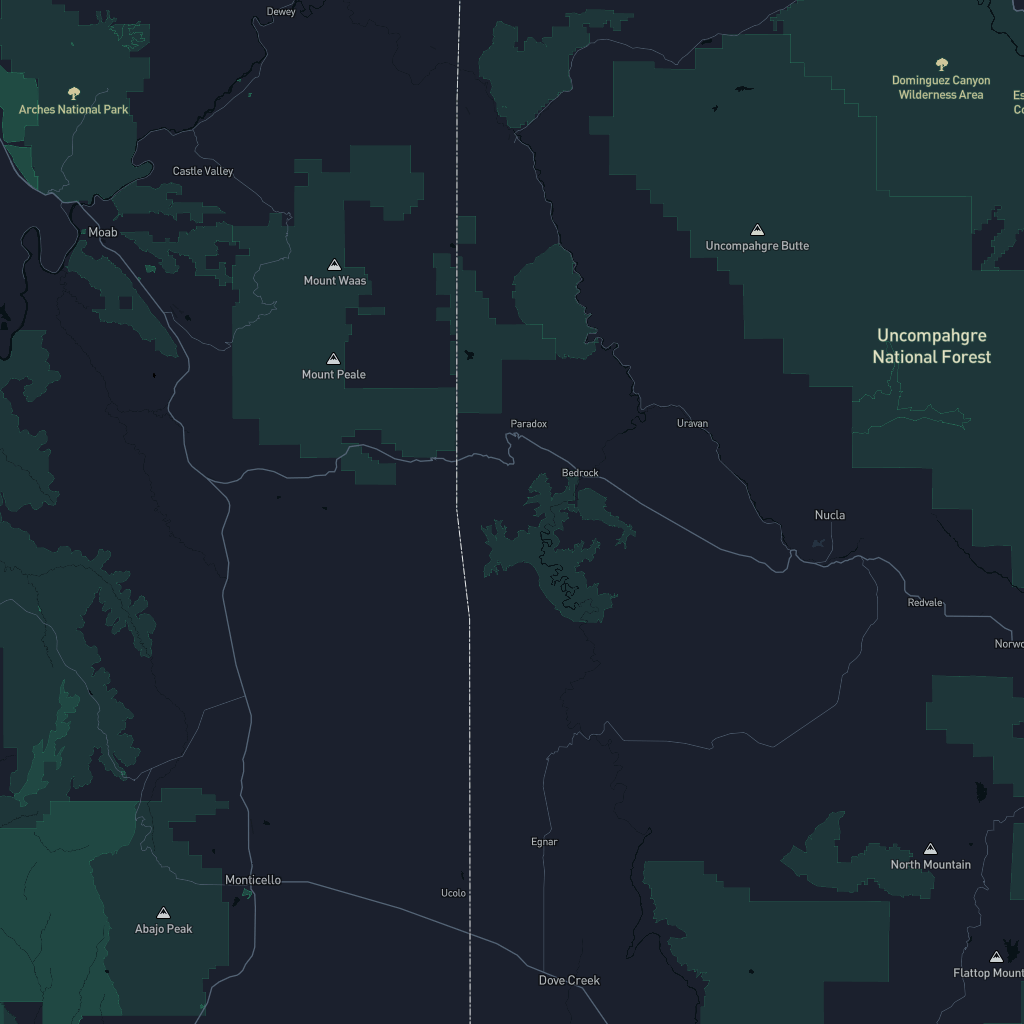 Dewey
Arches National Park
Dominguez Canyon
Wilderness Area
Castle Valley
Moab
Mount Waas
Uncompahgre Butte
Uncompahgre
National Forest
Mount Peale
Paradox
Uravan
Bedrock
Nucla
Redvale
Egnar
North Mountain
Monticello
Ucolo
Abajo Peak
Dove Creek
Flattop